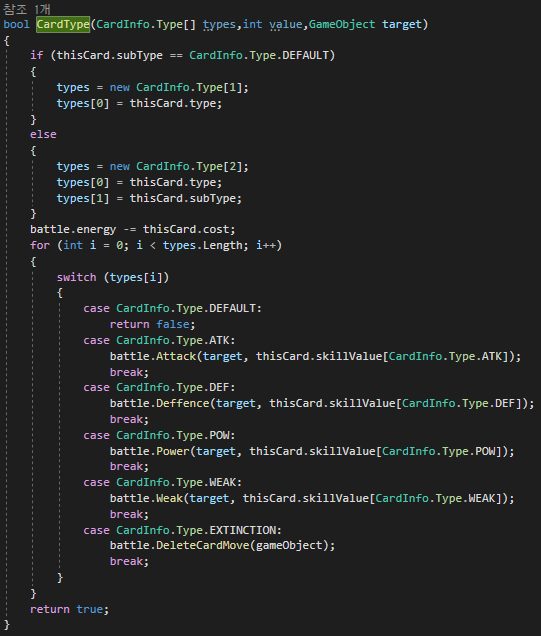 참조 1개
bool CardType(CardInfo.Type[] types,int value,GameObject target)
{
    if (thisCard.subType == CardInfo.Type.DEFAULT)
    {
        types = new CardInfo.Type[1];
        types[0] = thisCard.type;
    }
    else
    {
        types = new CardInfo.Type[2];
        types[0] = thisCard.type;
        types[1] = thisCard.subType;
    }
    battle.energy -= thisCard.cost;
    for (int i = 0; i < types.Length; i++)
    {
        switch (types[i])
        {
            case CardInfo.Type.DEFAULT:
                return false;
            case CardInfo.Type.ATK:
                battle.Attack(target, thisCard.skillValue[CardInfo.Type.ATK]);
                break;
            case CardInfo.Type.DEF:
                battle.Deffence(target, thisCard.skillValue[CardInfo.Type.DEF]);
                break;
            case CardInfo.Type.POW:
                battle.Power(target, thisCard.skillValue[CardInfo.Type.POW]);
                break;
            case CardInfo.Type.WEAK:
                battle.Weak(target, thisCard.skillValue[CardInfo.Type.WEAK]);
                break;
            case CardInfo.Type.EXTINCTION:
                battle.DeleteCardMove(gameObject);
                break;
        }
    }
    return true;
}